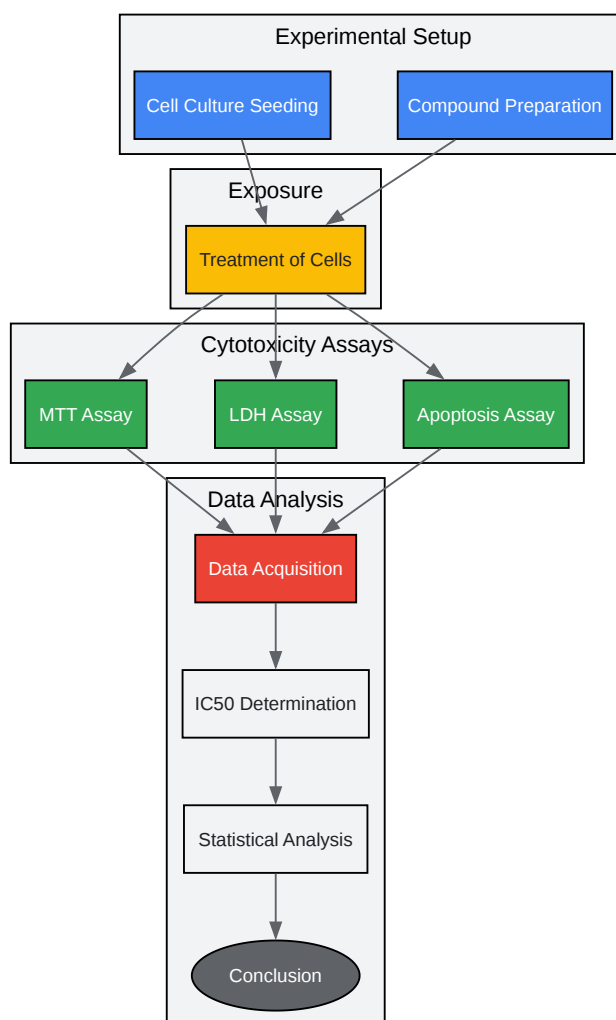 Experimental Setup
Cell Culture Seeding
Compound Preparation
Exposure
Treatment of Cells
Cytotoxicity Assays
MTT Assay
LDH Assay
Apoptosis Assay
Data Analysis
Data Acquisition
IC50 Determination
Statistical Analysis
Conclusion